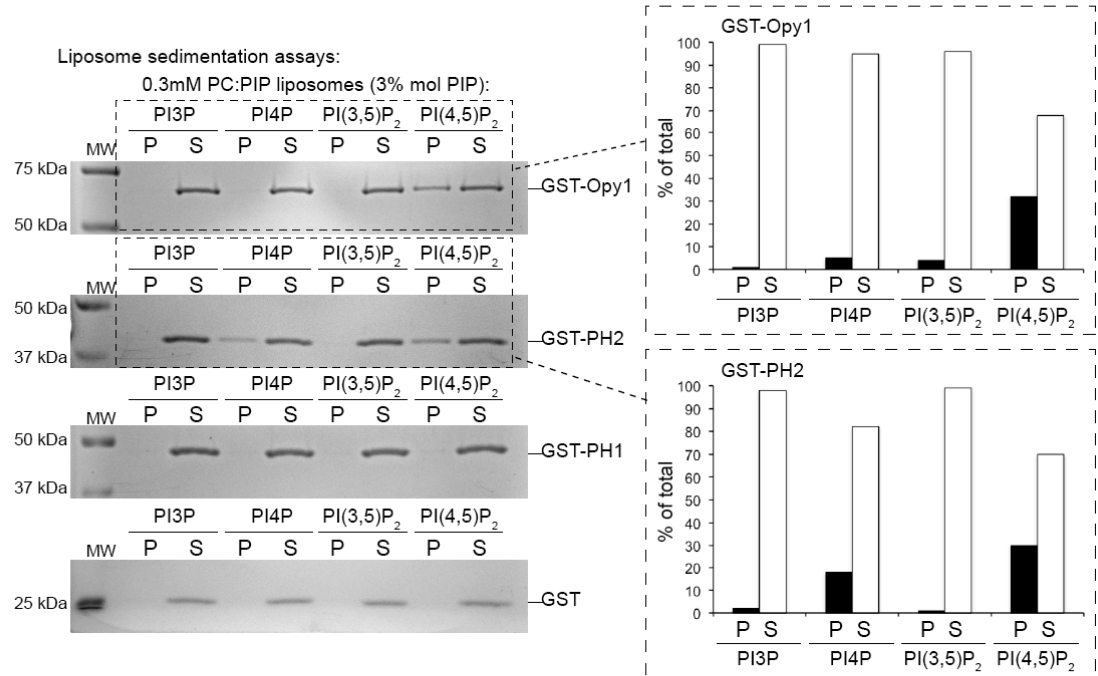 Liposome sedimentation assays:
0.3mM PC:PIP liposomes (3% mol PIP):
PI3P PI4P PI(3,5)P₂ PI(4,5)P₂
MW P S P S P S P S
75 kDa
GST-Opy1
50 kDa
PI3P PI4P PI(3,5)P₂ PI(4,5)P₂
MW P S P S P S P S
50 kDa
GST-PH2
37 kDa
PI3P PI4P PI(3,5)P₂ PI(4,5)P₂
MW P S P S P S P S
50 kDa
GST-PH1
37 kDa
PI3P PI4P PI(3,5)P₂ PI(4,5)P₂
MW P S P S P S P S
25 kDa
GST
GST-Opy1
% of total
100
90
80
70
60
50
40
30
20
10
0
P S P S P S P S
PI3P PI4P PI(3,5)P₂ PI(4,5)P₂
GST-PH2
% of total
100
90
80
70
60
50
40
30
20
10
0
P S P S P S P S
PI3P PI4P PI(3,5)P₂ PI(4,5)P₂